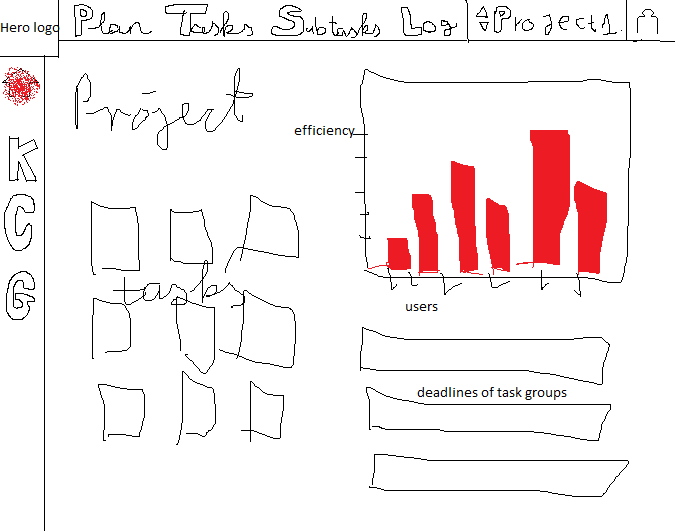 Hero logo Plan Tasks Subtasks Log Project1.
Project
efficiency
K
C
G
tasks
users
deadlines of task groups